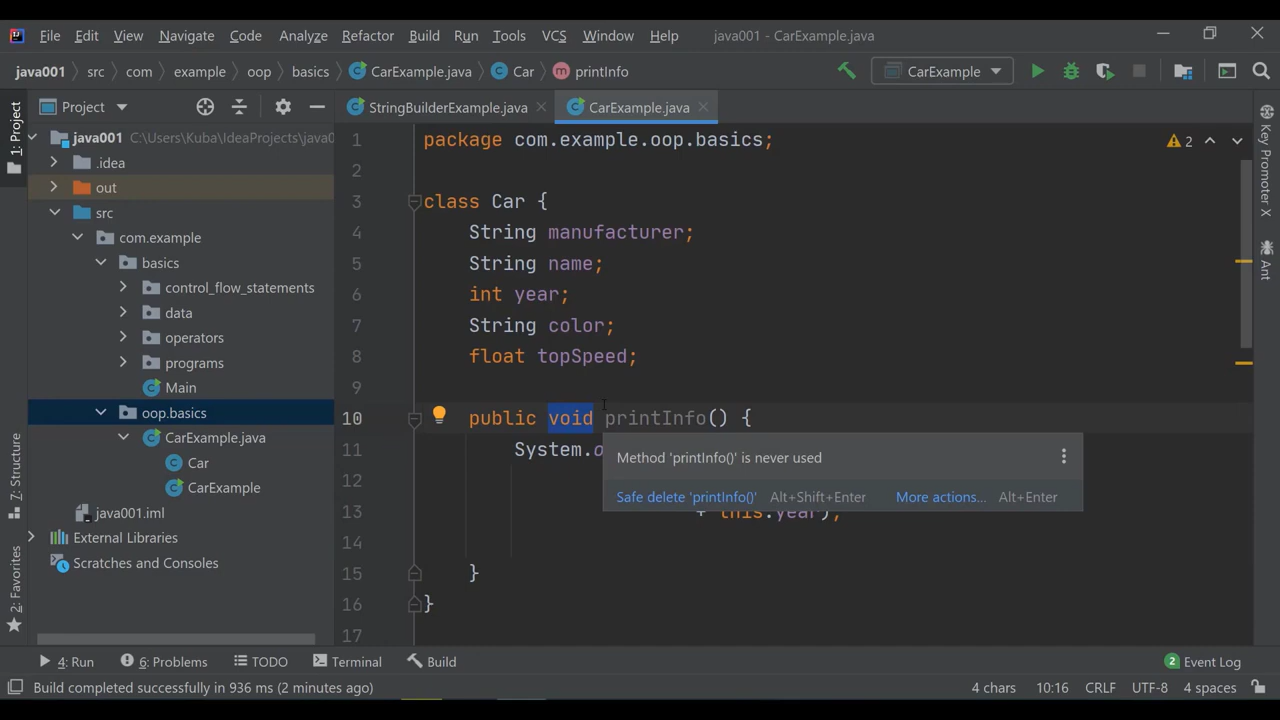 File Edit View Navigate Code Analyze Refactor Build Run Tools VCS Window Help java001 - CarExample.java
java001 src com example oop basics CarExample.java Car m printInfo CarExample
1: Project
7: Structure
2: Favorites
Project
java001 C:\Users\Kuba\IdeaProjects\java0
.idea
out
src
com.example
basics
control_flow_statements
data
operators
programs
Main
oop.basics
CarExample.java
Car
CarExample
java001.iml
External Libraries
Scratches and Consoles
StringBuilderExample.java CarExample.java
1 package com.example.oop.basics;
2
3 class Car {
4 String manufacturer;
5 String name;
6 int year;
7 String color;
8 float topSpeed;
9
10 public void printInfo() {
11 System.o
12
13 + this.year);
14
15 }
16 }
17
Method 'printInfo()' is never used
Safe delete 'printInfo()' Alt+Shift+Enter More actions... Alt+Enter
2
Key Promoter X
Ant
4: Run 6: Problems TODO Terminal Build 2 Event Log
Build completed successfully in 936 ms (2 minutes ago) 4 chars 10:16 CRLF UTF-8 4 spaces